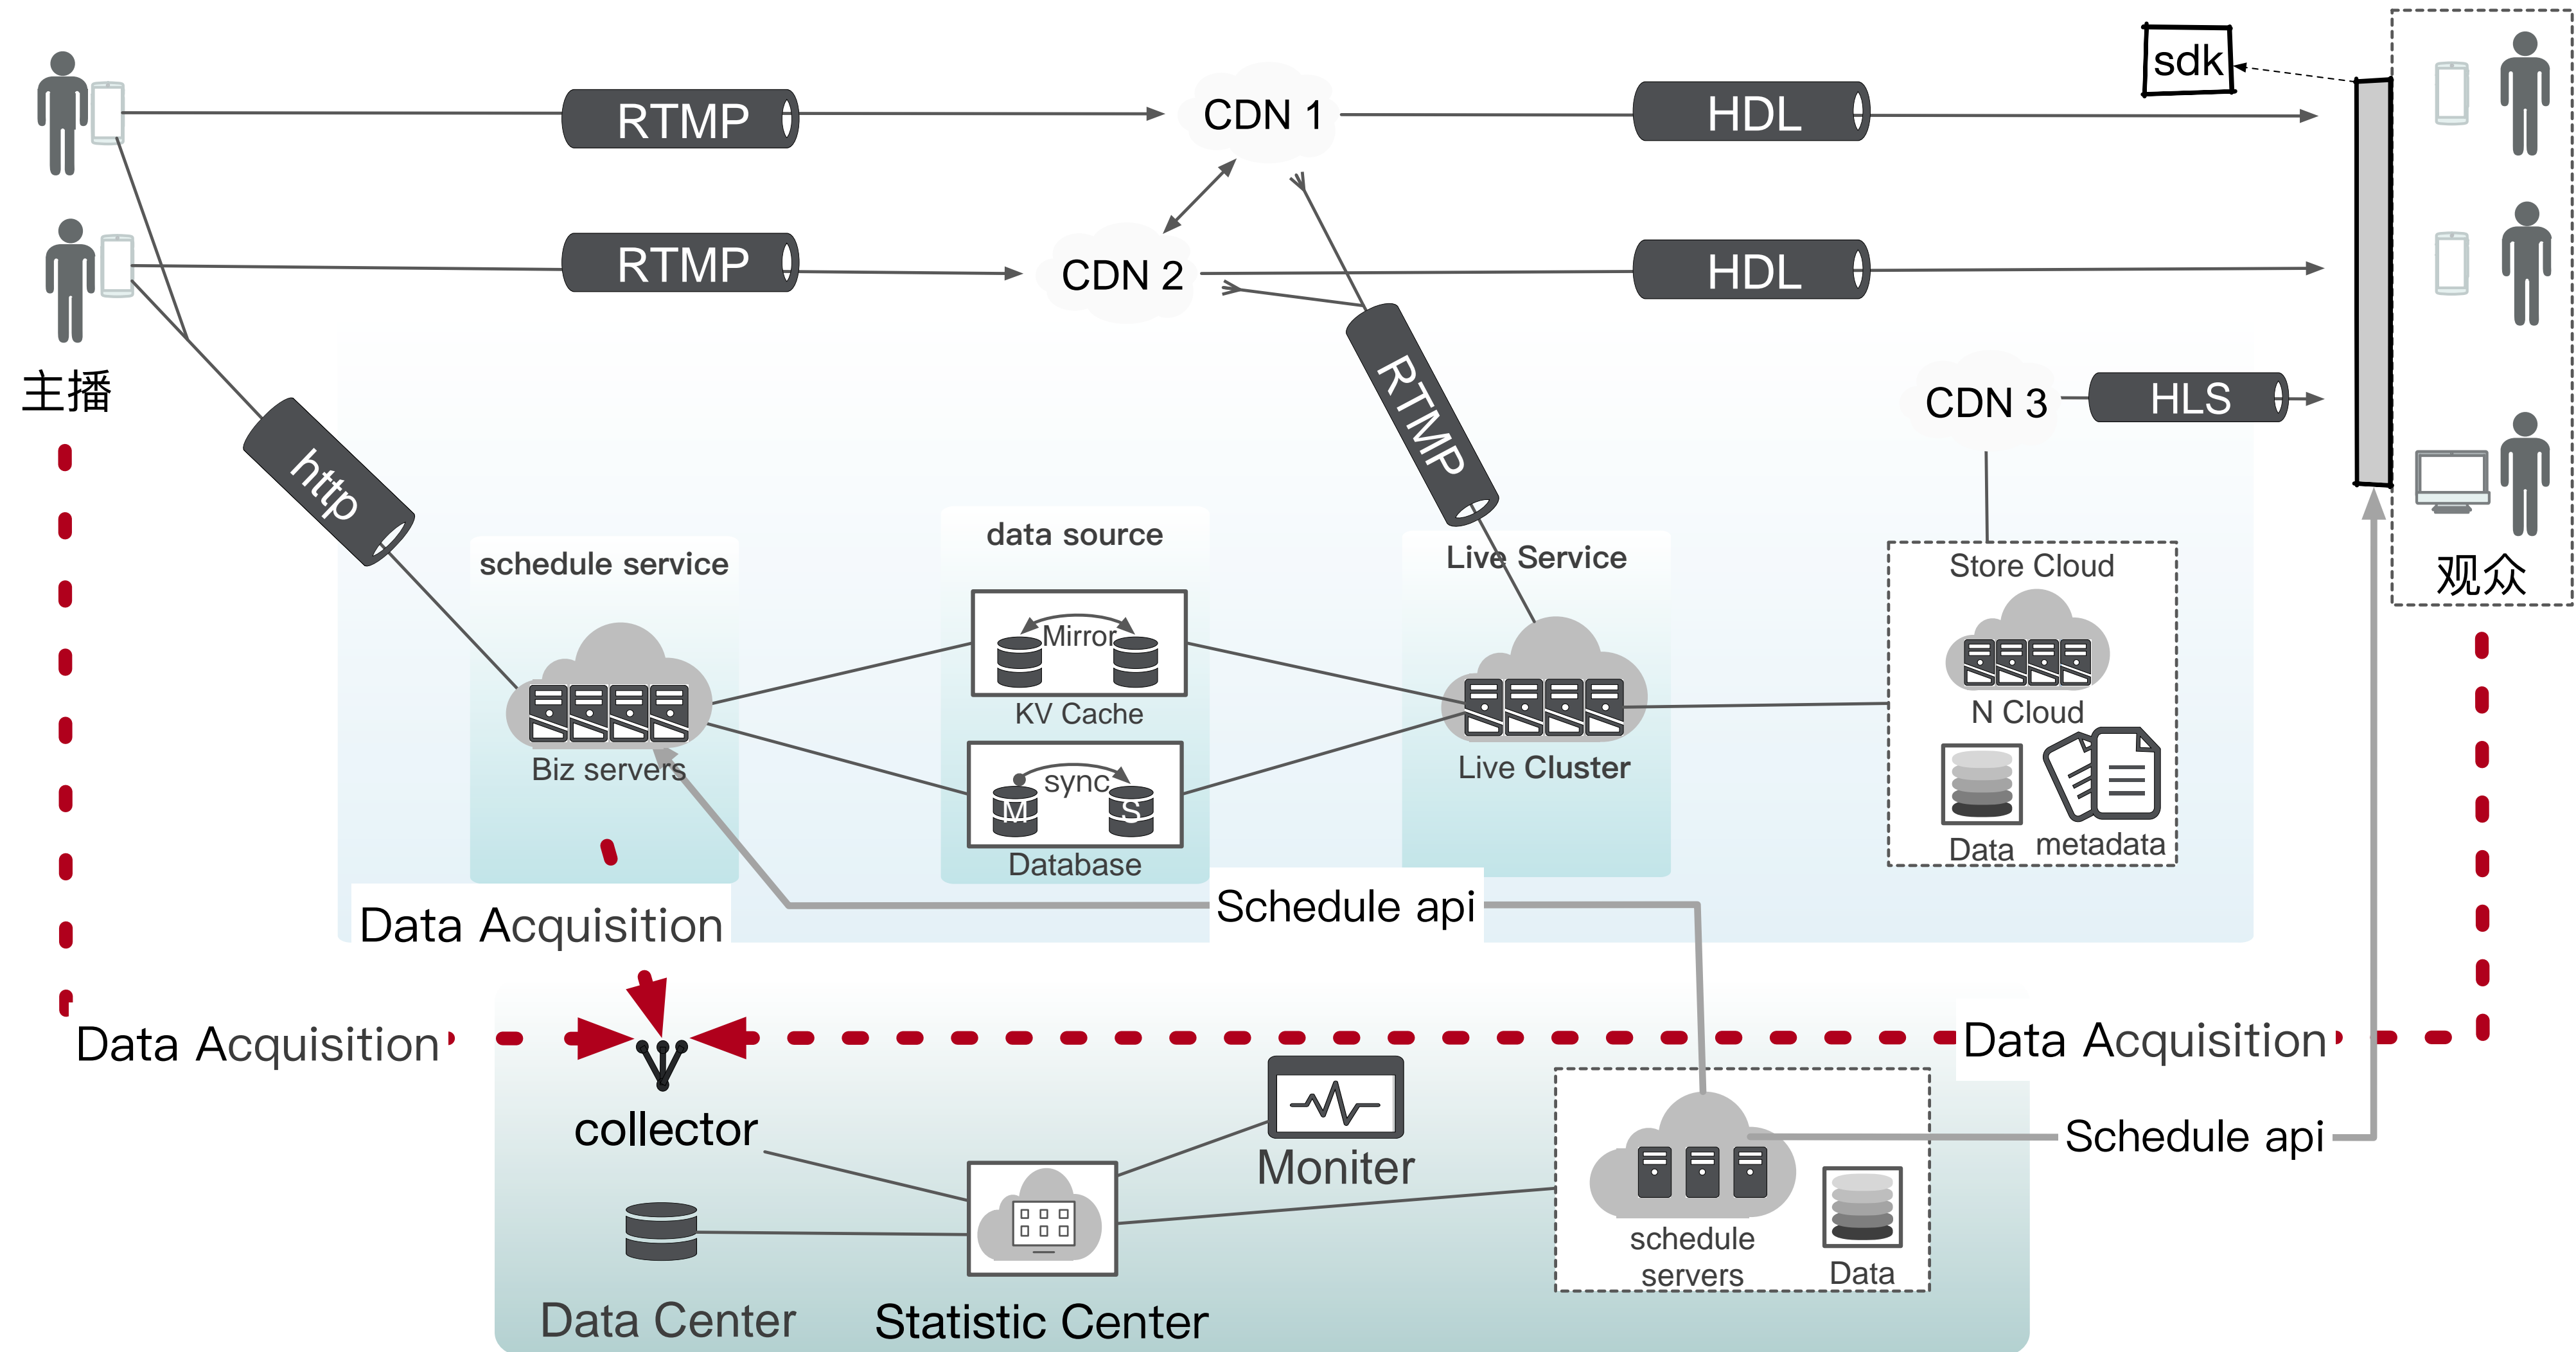 sdk
RTMP
CDN 1
HDL
RTMP
CDN 2
HDL
主播
http
RTMP
CDN 3
HLS
观众
schedule service
data source
Live Service
Store Cloud
Mirror
KV Cache
N Cloud
Biz servers
sync
M
S
Database
Live Cluster
Data
metadata
Data Acquisition
Schedule api
Data Acquisition
Data Acquisition
collector
Moniter
Schedule api
schedule
servers
Data
Data Center
Statistic Center